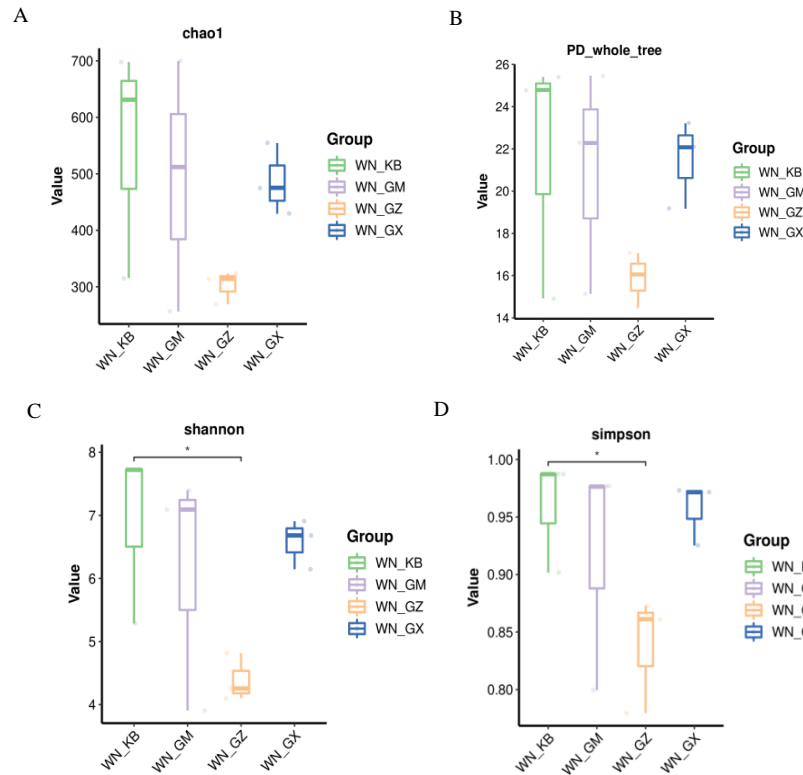 A
chao1
Value
700
600
500
400
300
WN_KB
WN_GM
WN_GZ
WN_GX
Group
WN_KB
WN_GM
WN_GZ
WN_GX
B
PD_whole_tree
Value
26
24
22
20
18
16
14
WN_KB
WN_GM
WN_GZ
WN_GX
Group
WN_KB
WN_GM
WN_GZ
WN_GX
C
shannon
*
Value
8
7
6
5
4
WN_KB
WN_GM
WN_GZ
WN_GX
Group
WN_KB
WN_GM
WN_GZ
WN_GX
D
simpson
*
Value
1.00
0.95
0.90
0.85
0.80
WN_KB
WN_GM
WN_GZ
WN_GX
Group